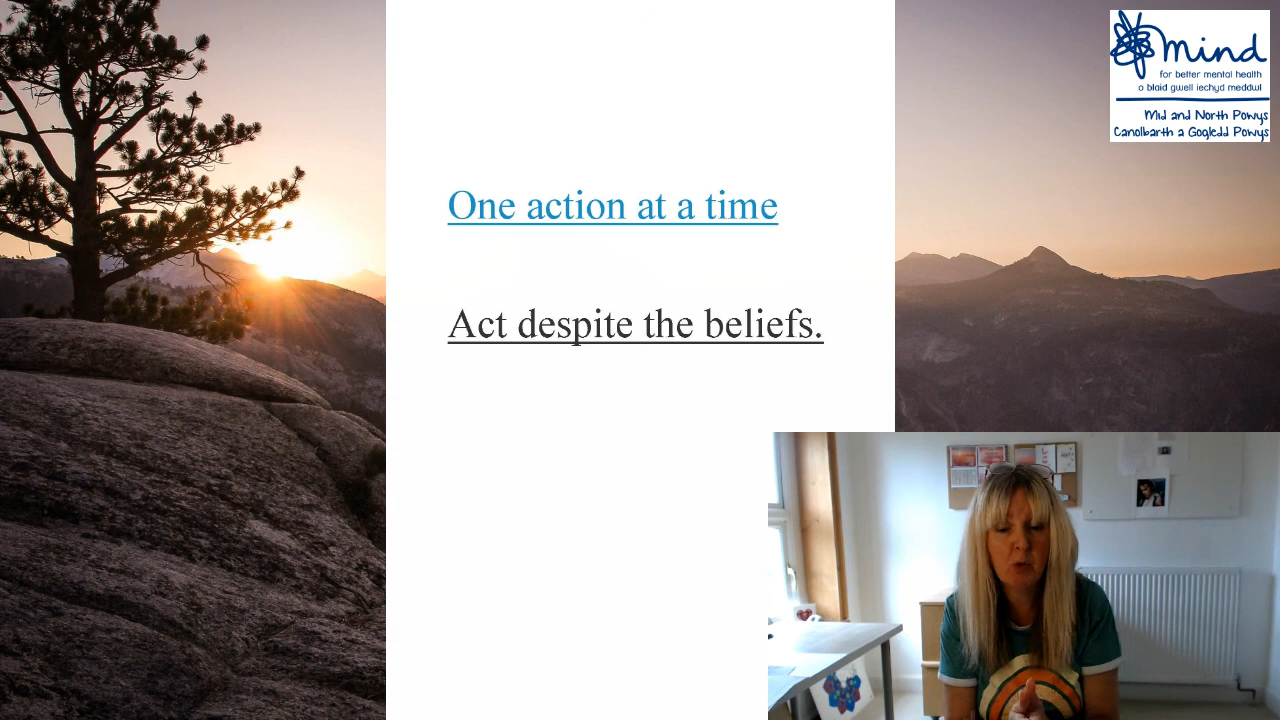 mind
for better mental health
o blaid gwell iechyd meddwl
Mid and North Powys
Canolbarth a Gogledd Powys
One action at a time
Act despite the beliefs.